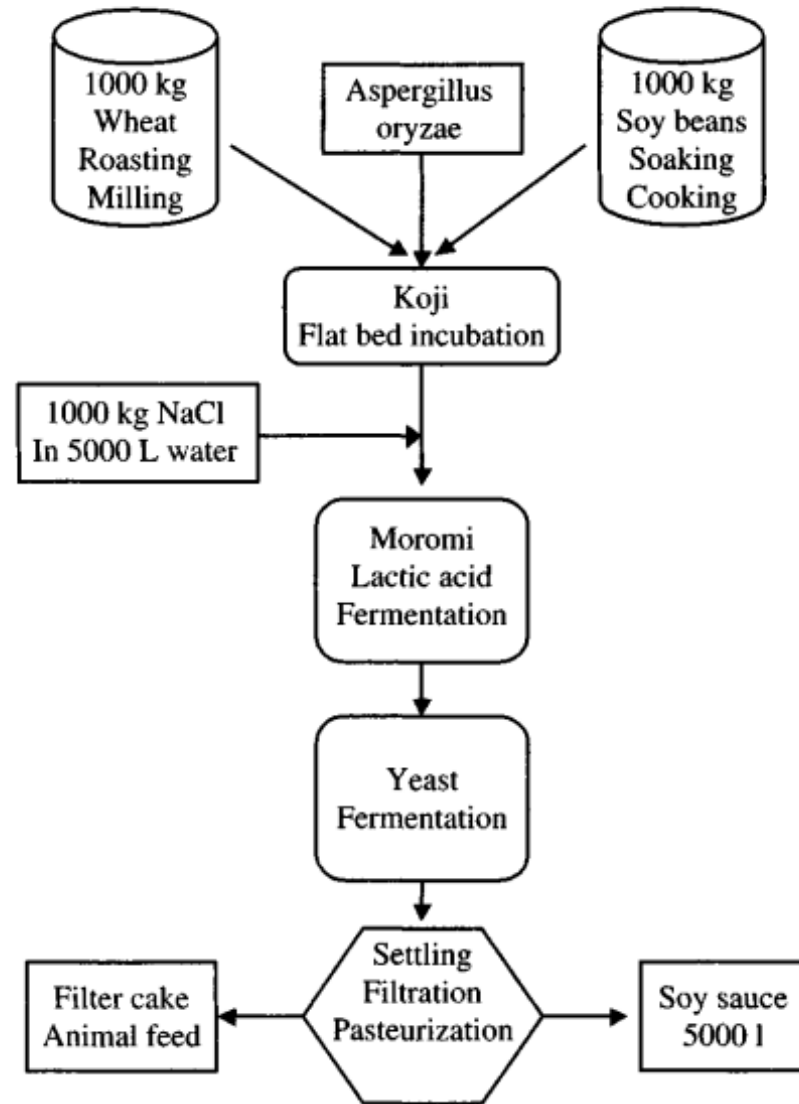 1000 kg
Wheat
Roasting
Milling
Aspergillus
oryzae
1000 kg
Soy beans
Soaking
Cooking
Koji
Flat bed incubation
1000 kg NaCl
In 5000 L water
Moromi
Lactic acid
Fermentation
Yeast
Fermentation
Settling
Filtration
Pasteurization
Filter cake
Animal feed
Soy sauce
5000 l